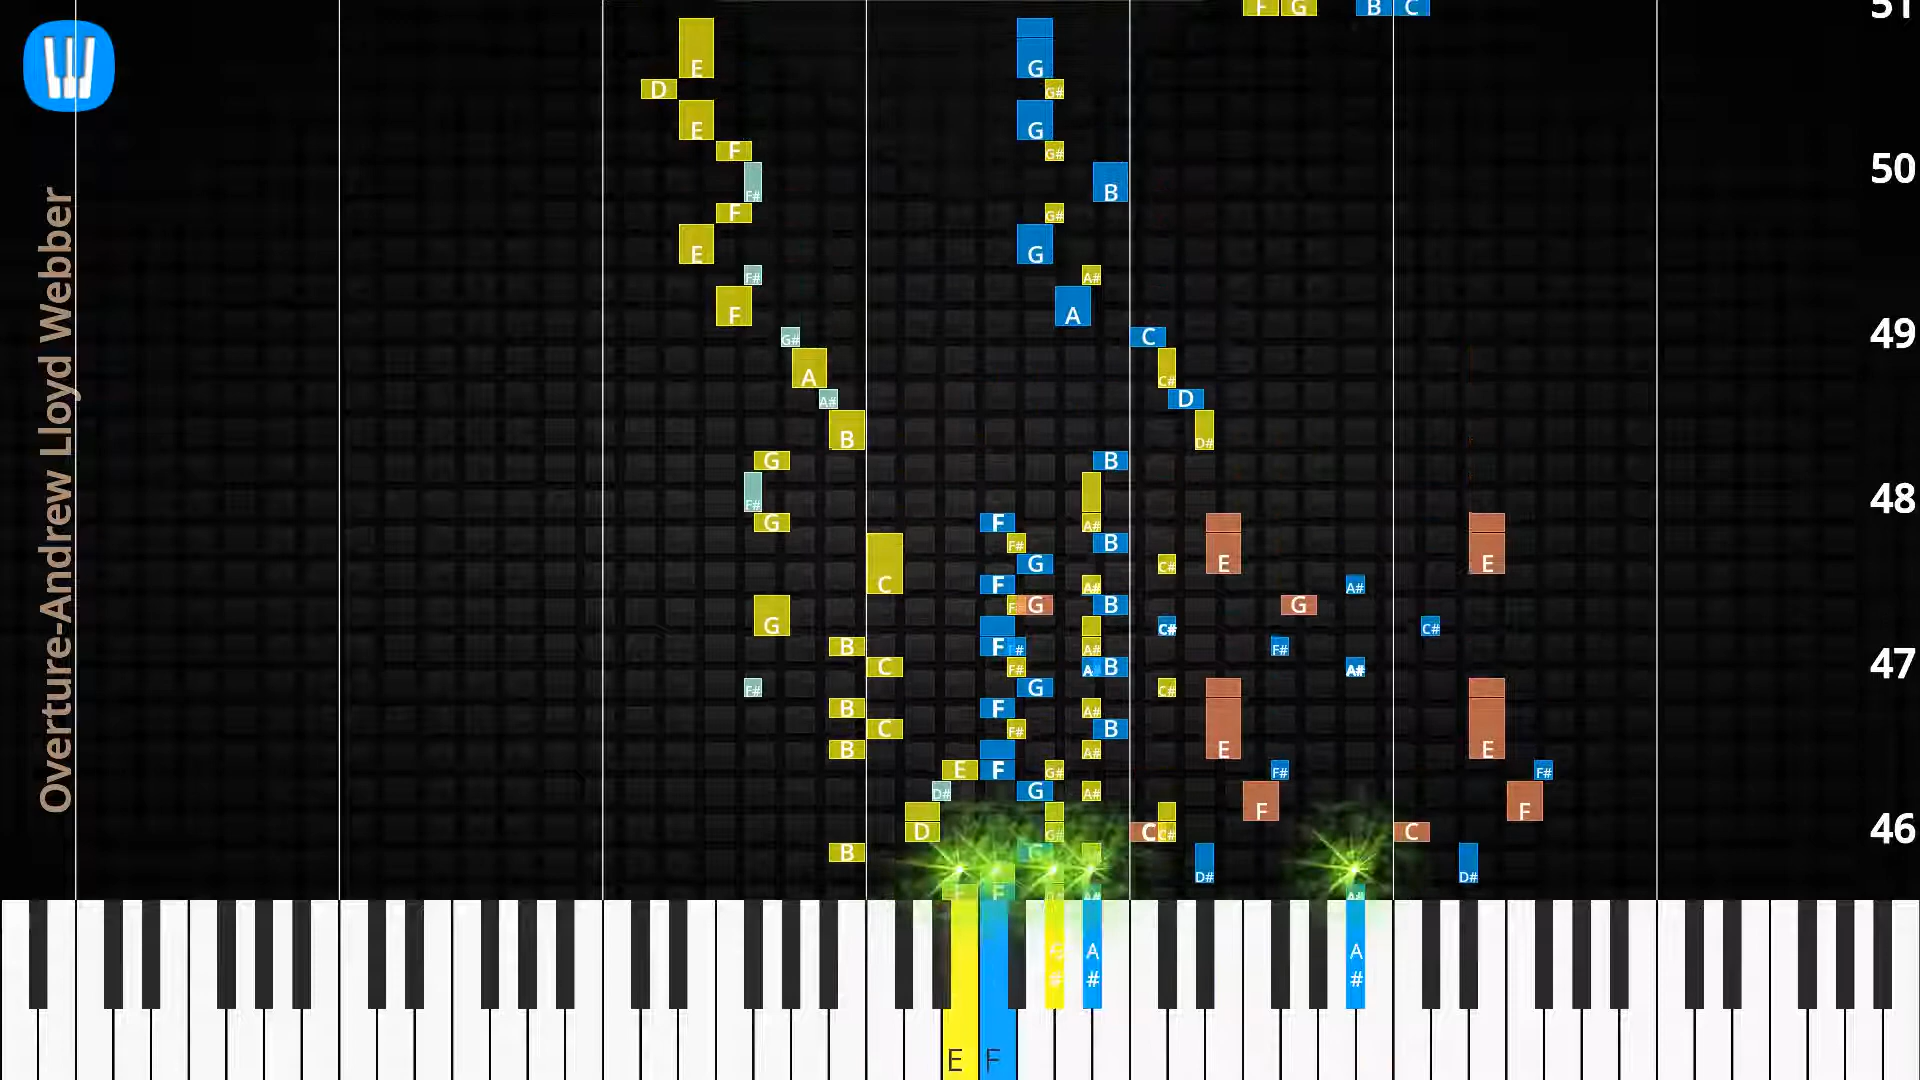 51
F G B C
E G
D G#
E G
F G#
50
F# B
F G#
E G
F# A#
F A
49
G# C
A C#
A# D
B D#
G B
48
F#
G F A# B
F# B
C G C# E E
F A# A#
G B G
G C# C#
B F F# A# F#
47
C F# A B A#
F# G C#
B F A#
C F# B
B A# E E
E F G# F# F#
D# G A#
F F
46
D G# C C# C
B G
D# D#
E F A#
G# A A
# # #
E F
Overture-Andrew Lloyd Webber